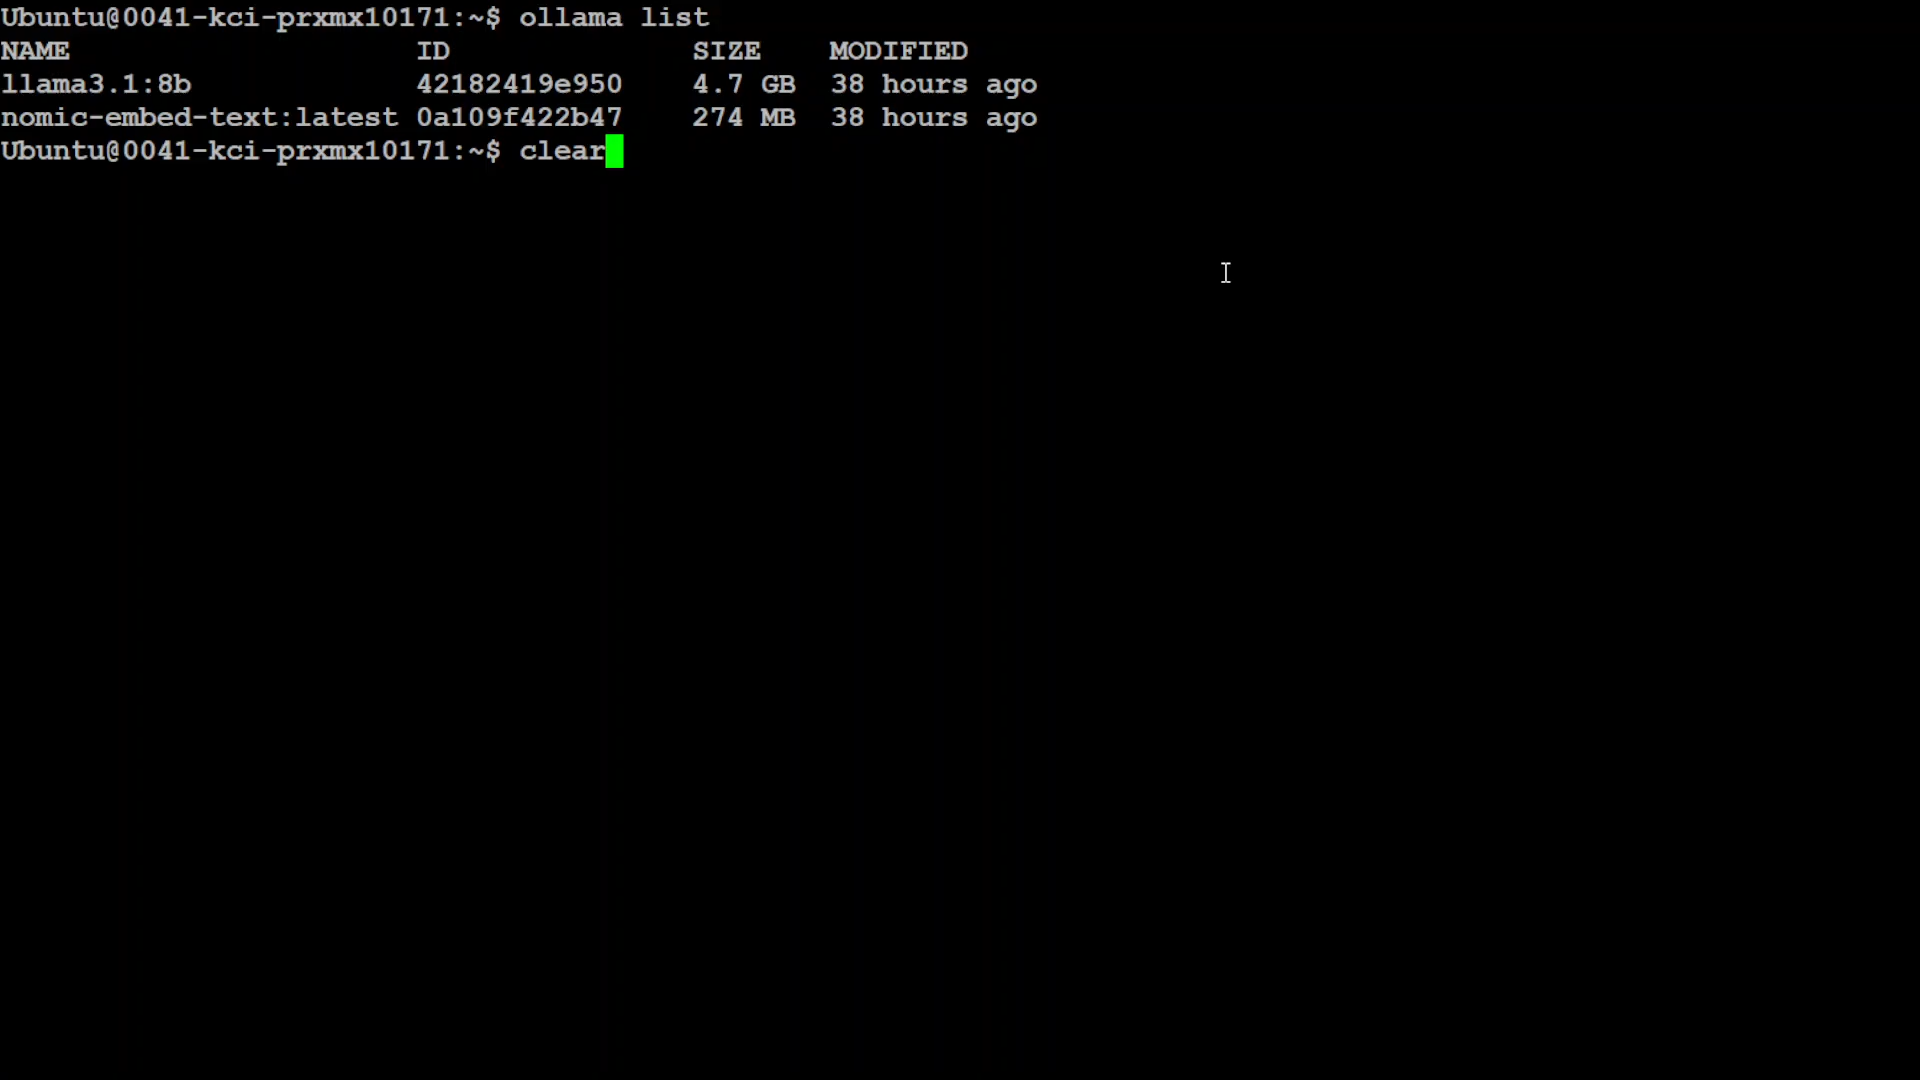 Ubuntu@0041-kci-prxmx10171:~$ ollama list
NAME                    ID              SIZE    MODIFIED
llama3.1:8b             42182419e950    4.7 GB  38 hours ago
nomic-embed-text:latest 0a109f422b47    274 MB  38 hours ago
Ubuntu@0041-kci-prxmx10171:~$ clear